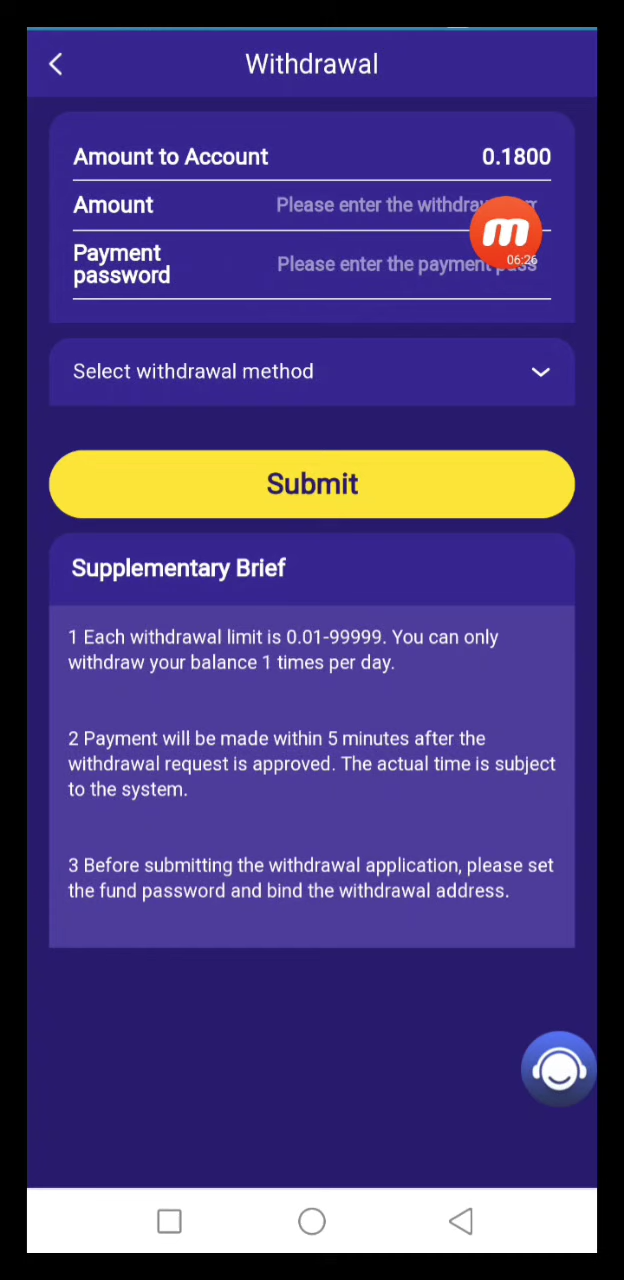 Withdrawal
Amount to Account 0.1800
Amount Please enter the
Payment
password
Please enter the payment
06:26
Select withdrawal method
Submit
Supplementary Brief
1 Each withdrawal limit is 0.01-99999. You can only
withdraw your balance 1 times per day.
2 Payment will be made within 5 minutes after the
withdrawal request is approved. The actual time is subject
to the system.
3 Before submitting the withdrawal application, please set
the fund password and bind the withdrawal address.